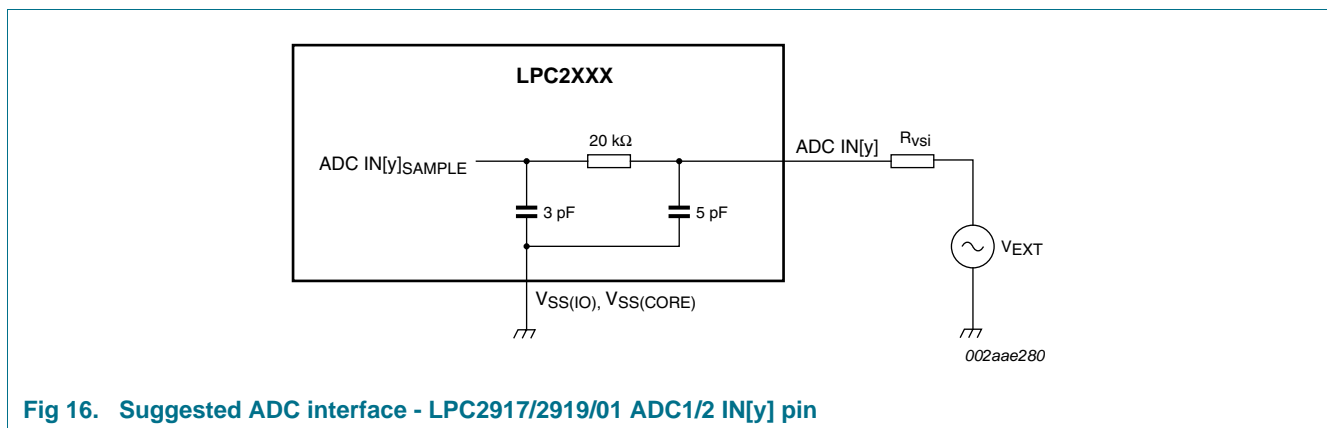 LPC2XXX
20 kΩ
ADC IN[y]
Rvsi
ADC IN[y]SAMPLE
3 pF
5 pF
VEXT
VSS(IO), VSS(CORE)
002aae280
Fig 16. Suggested ADC interface - LPC2917/2919/01 ADC1/2 IN[y] pin